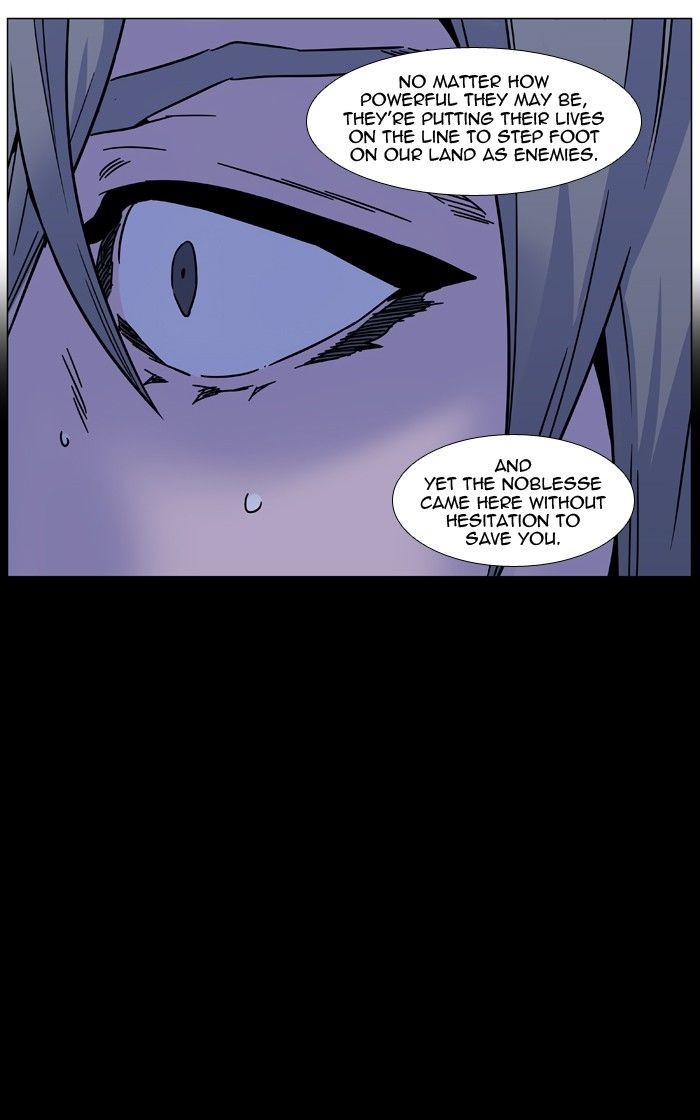 NO MATTER HOW
POWERFUL THEY MAY BE,
THEY'RE PUTTING THEIR LIVES
ON THE LINE TO STEP FOOT
ON OUR LAND AS ENEMIES.
AND
YET THE NOBLESSE
CAME HERE WITHOUT
HESITATION TO
SAVE YOU.